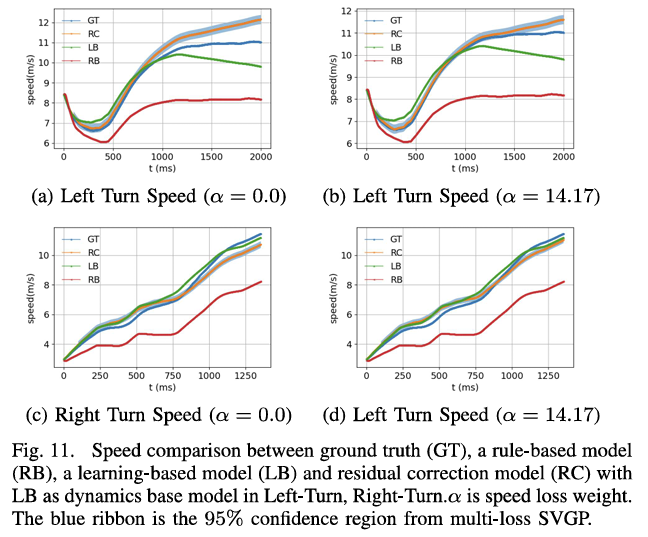 GT
RC
LB
RB
12
11
10
9
8
7
6
speed(m/s)
0
500
1000
1500
2000
t (ms)
(a) Left Turn Speed (α = 0.0)
GT
RC
LB
RB
12
11
10
9
8
7
6
speed(m/s)
0
500
1000
1500
2000
t (ms)
(b) Left Turn Speed (α = 14.17)
GT
RC
LB
RB
10
8
6
4
speed(m/s)
0
250
500
750
1000
1250
t (ms)
(c) Right Turn Speed (α = 0.0)
GT
RC
LB
RB
10
8
6
4
speed(m/s)
0
250
500
750
1000
1250
t (ms)
(d) Left Turn Speed (α = 14.17)
Fig. 11. Speed comparison between ground truth (GT), a rule-based model
(RB), a learning-based model (LB) and residual correction model (RC) with
LB as dynamics base model in Left-Turn, Right-Turn.α is speed loss weight.
The blue ribbon is the 95% confidence region from multi-loss SVGP.